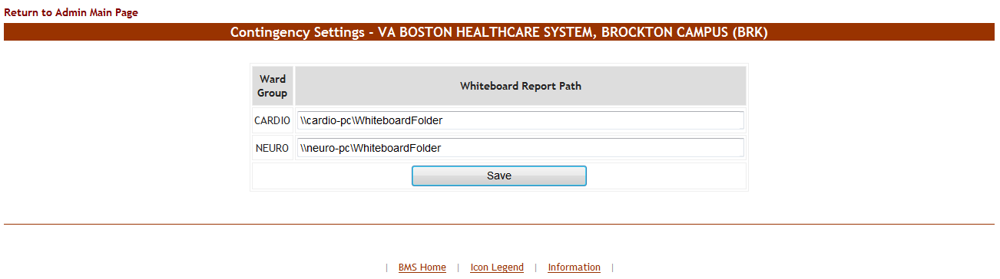 Return to Admin Main Page
Contingency Settings - VA BOSTON HEALTHCARE SYSTEM, BROCKTON CAMPUS (BRK)
Ward
Group
Whiteboard Report Path
CARDIO \\cardio-pc\WhiteboardFolder
NEURO \\neuro-pc\WhiteboardFolder
Save
| BMS Home | Icon Legend | Information |